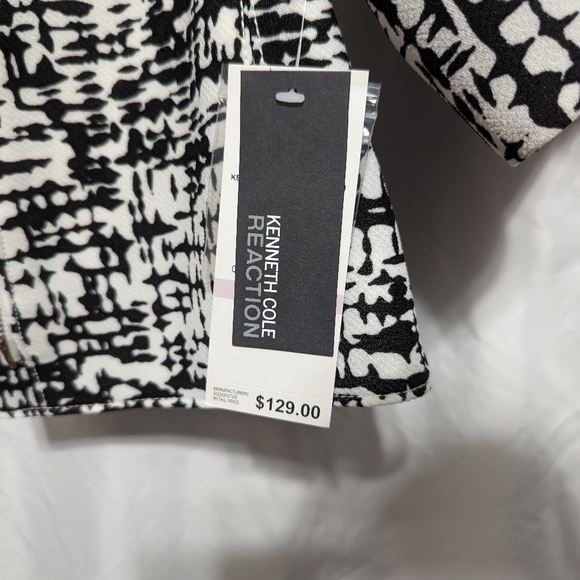 KENNETH COLE
REACTION
MANUFACTURERS
SUGGESTED
RETAIL PRICE
$129.00